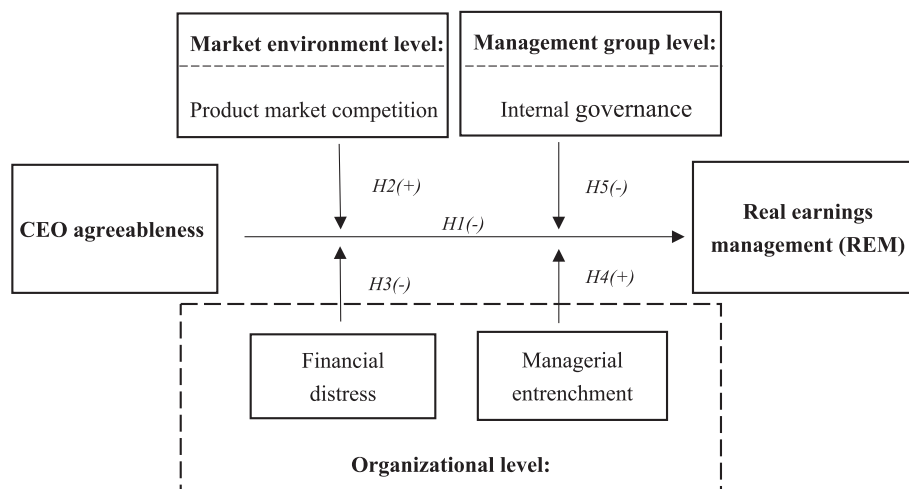 Market environment level:
Product market competition
Management group level:
Internal governance
CEO agreeableness
H2(+)
H5(-)
H1(-)
Real earnings
management (REM)
H3(-)
H4(+)
Financial
distress
Managerial
entrenchment
Organizational level: